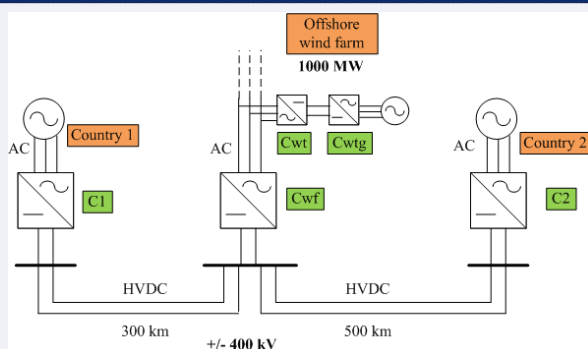 Offshore
wind farm
1000 MW
Country 1
AC
Cwt
Cwtg
AC
AC
Country 2
C1
Cwf
C2
HVDC
HVDC
300 km
500 km
+/- 400 kV